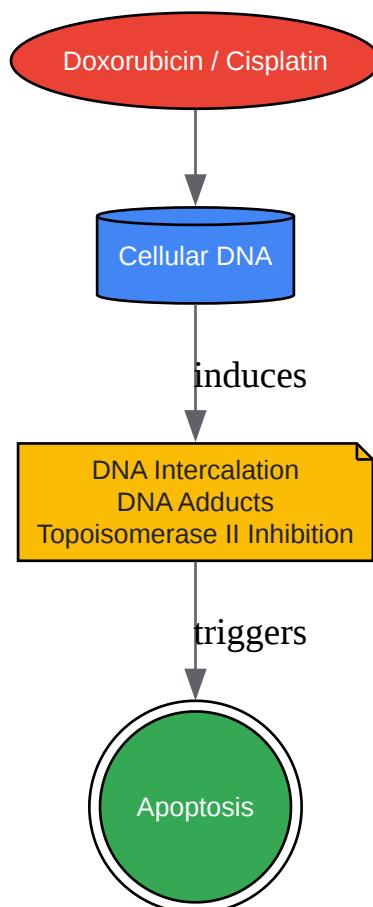 Doxorubicin / Cisplatin
Cellular DNA
induces
DNA Intercalation
DNA Adducts
Topoisomerase II Inhibition
triggers
Apoptosis